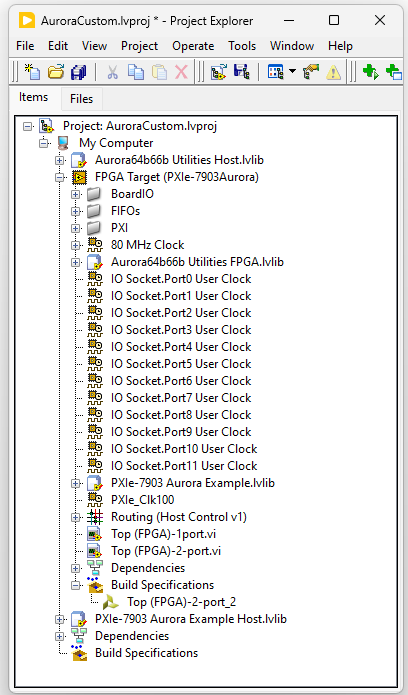 AuroraCustom.lvproj * - Project Explorer
File Edit View Project Operate Tools Window Help
Items Files
Project: AuroraCustom.lvproj
My Computer
Aurora64b66b Utilities Host.lvlib
FPGA Target (PXIe-7903Aurora)
BoardIO
FIFOs
PXI
80 MHz Clock
Aurora64b66b Utilities FPGA.lvlib
IO Socket.Port0 User Clock
IO Socket.Port1 User Clock
IO Socket.Port2 User Clock
IO Socket.Port3 User Clock
IO Socket.Port4 User Clock
IO Socket.Port5 User Clock
IO Socket.Port6 User Clock
IO Socket.Port7 User Clock
IO Socket.Port8 User Clock
IO Socket.Port9 User Clock
IO Socket.Port10 User Clock
IO Socket.Port11 User Clock
PXIe-7903 Aurora Example.lvlib
PXIe_Clk100
Routing (Host Control v1)
Top (FPGA)-1port.vi
Top (FPGA)-2-port.vi
Dependencies
Build Specifications
Top (FPGA)-2-port_2
PXIe-7903 Aurora Example Host.lvlib
Dependencies
Build Specifications